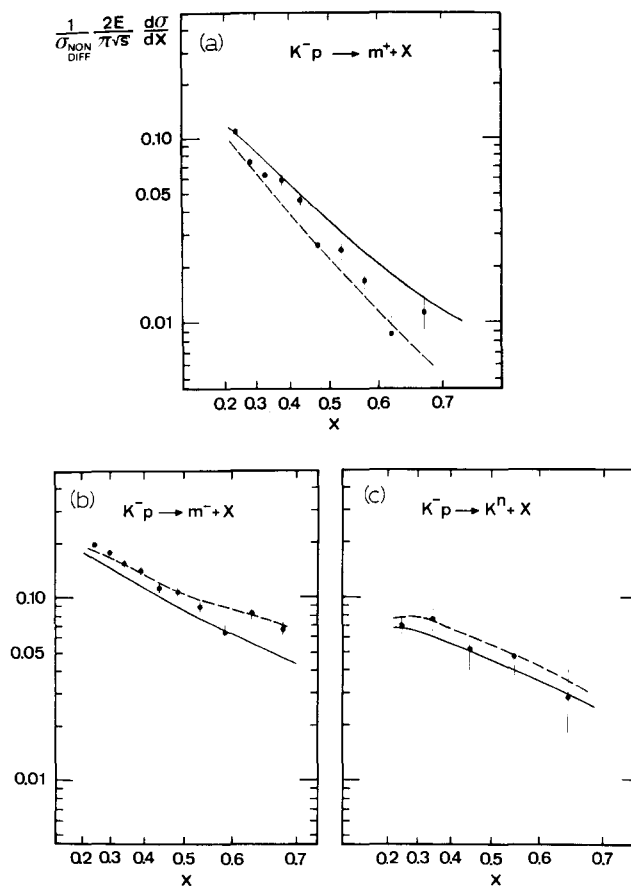 1/σ_NON DIFF 2E/π√s dσ/dX
(a)
K⁻p → m⁺+ X
0.10
0.05
0.01
0.2 0.3 0.4 0.5 0.6 0.7
X
(b)
K⁻p → m⁻+ X
(c)
K⁻p → Kⁿ+ X
0.10
0.05
0.01
0.2 0.3 0.4 0.5 0.6 0.7
0.2 0.3 0.4 0.5 0.6 0.7
X
X